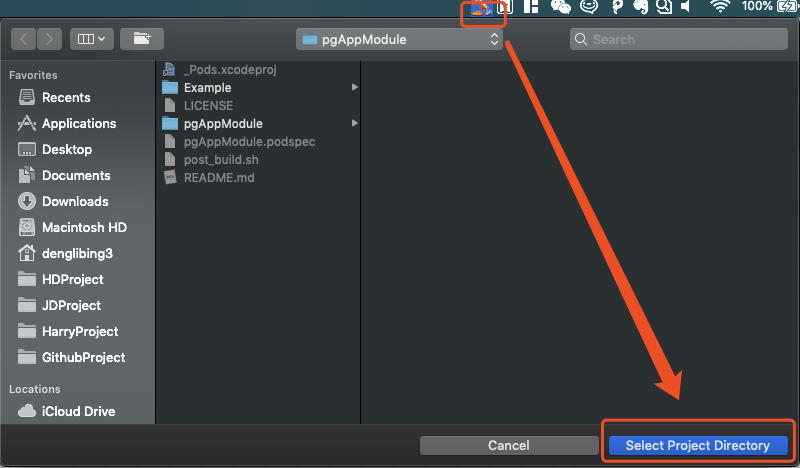 100%
pgAppModule
Search
Favorites
Recents
Applications
Desktop
Documents
Downloads
Macintosh HD
denglibing3
HDProject
JDProject
HarryProject
GithubProject
Locations
iCloud Drive
_Pods.xcodeproj
Example
LICENSE
pgAppModule
pgAppModule.podspec
post_build.sh
README.md
Cancel
Select Project Directory